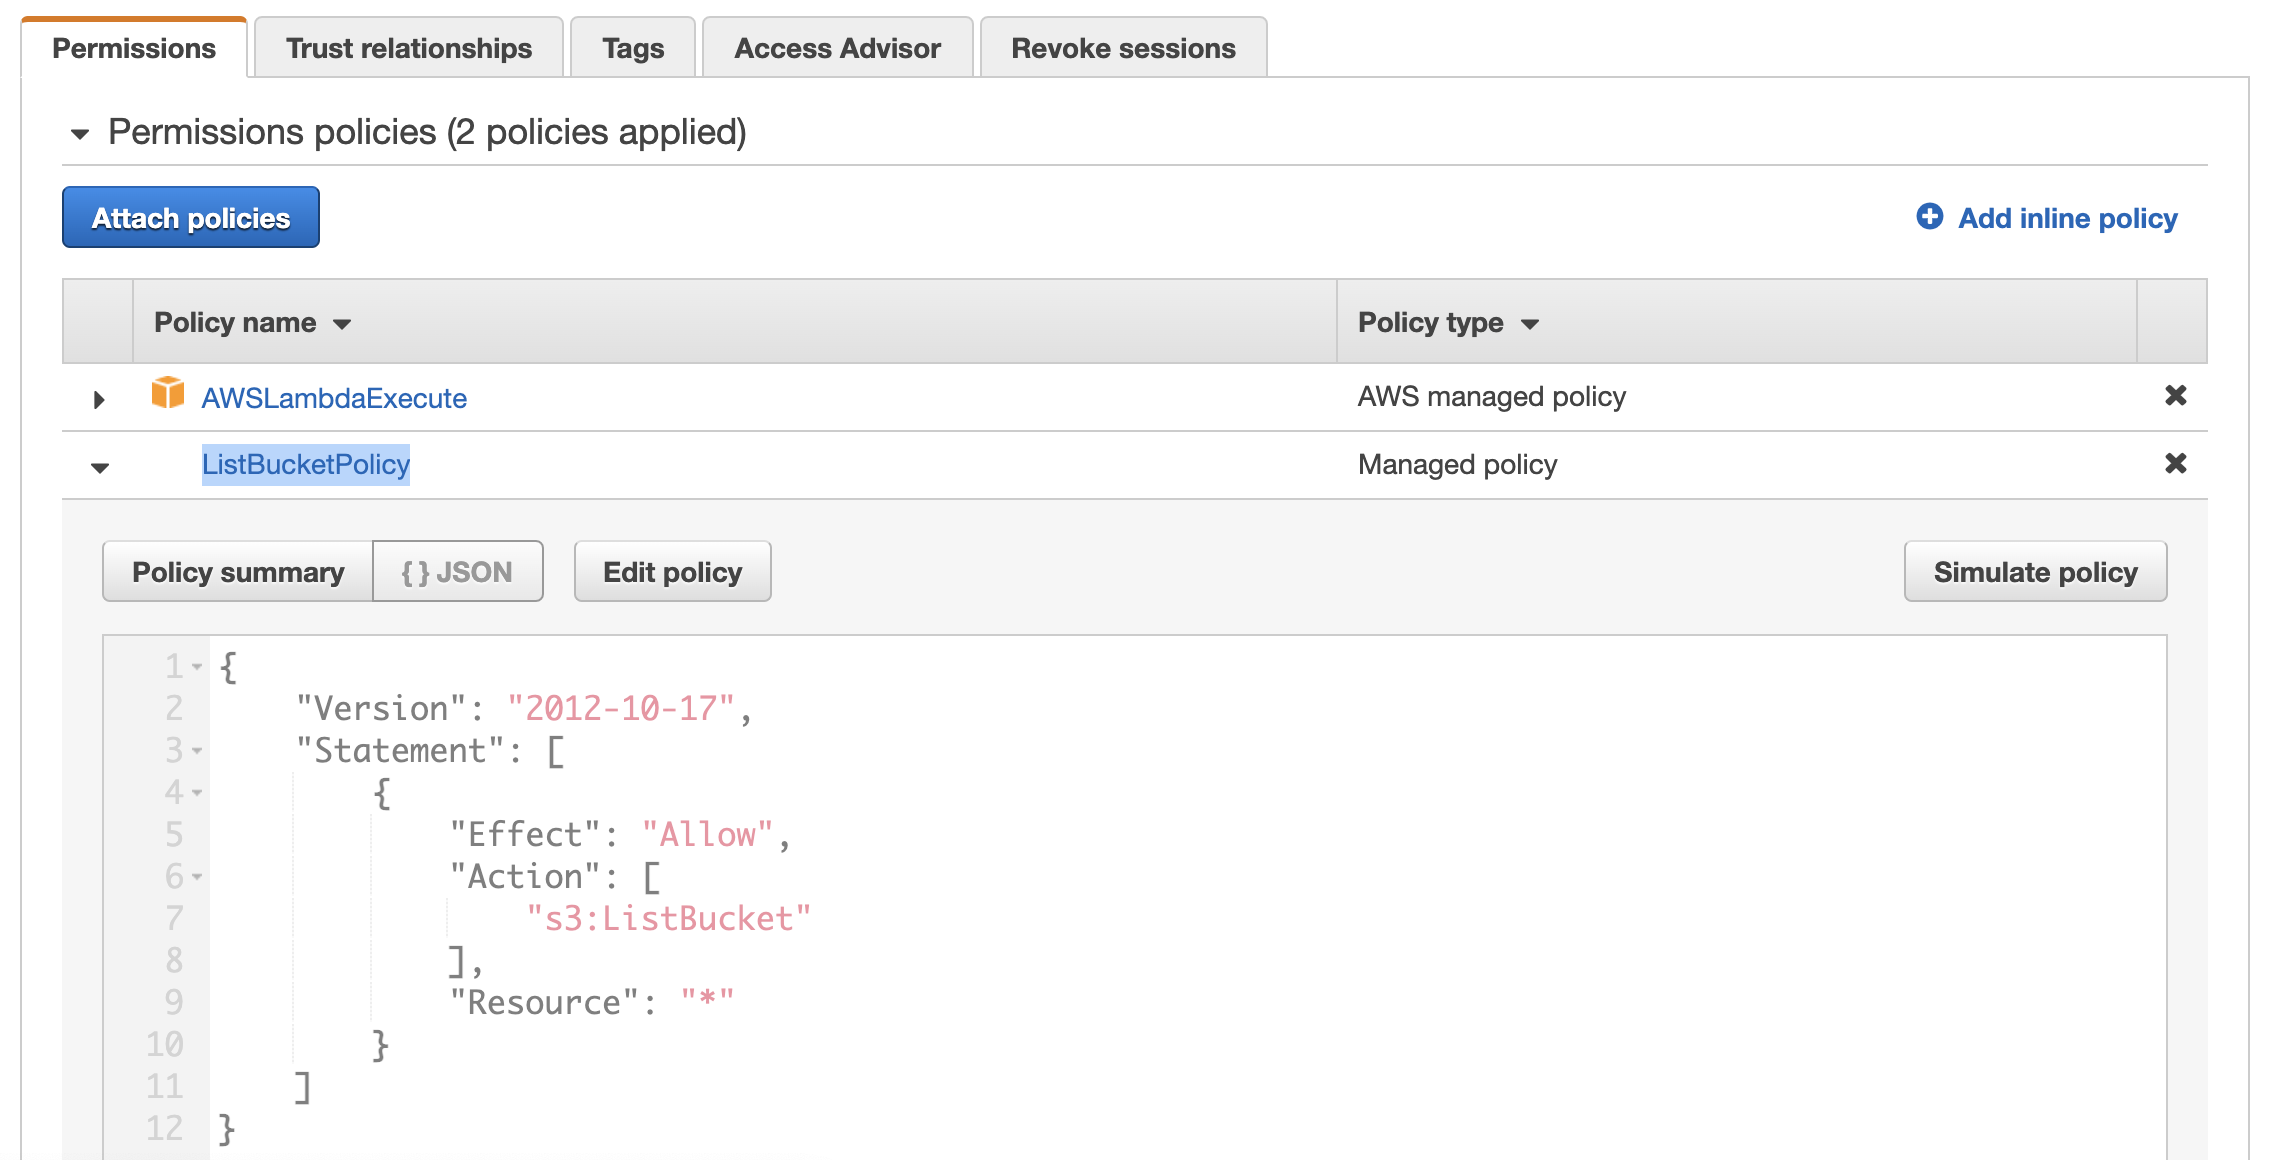 Permissions Trust relationships Tags Access Advisor Revoke sessions
Permissions policies (2 policies applied)
Attach policies Add inline policy
Policy name Policy type
AWSLambdaExecute AWS managed policy
ListBucketPolicy Managed policy
Policy summary {} JSON Edit policy Simulate policy
1 {
2 "Version": "2012-10-17",
3 "Statement": [
4 {
5 "Effect": "Allow",
6 "Action": [
7 "s3:ListBucket"
8 ],
9 "Resource": "*"
10 }
11 ]
12 }